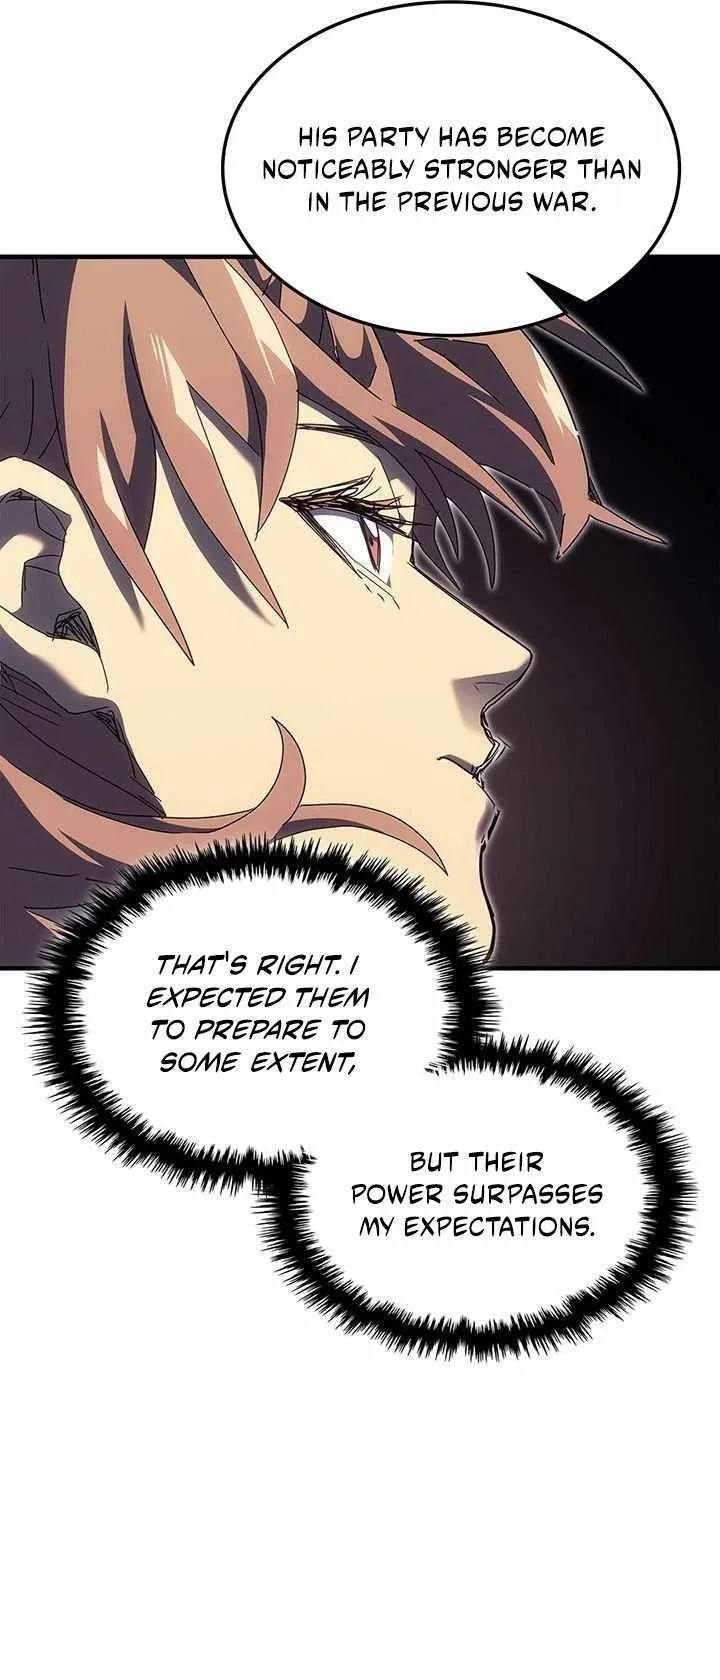 HIS PARTY HAS BECOME
NOTICEABLY STRONGER THAN
IN THE PREVIOUS WAR.
THAT'S RIGHT. I
EXPECTED THEM
TO PREPARE TO
SOME EXTENT,
BUT THEIR
POWER SURPASSES
MY EXPECTATIONS.